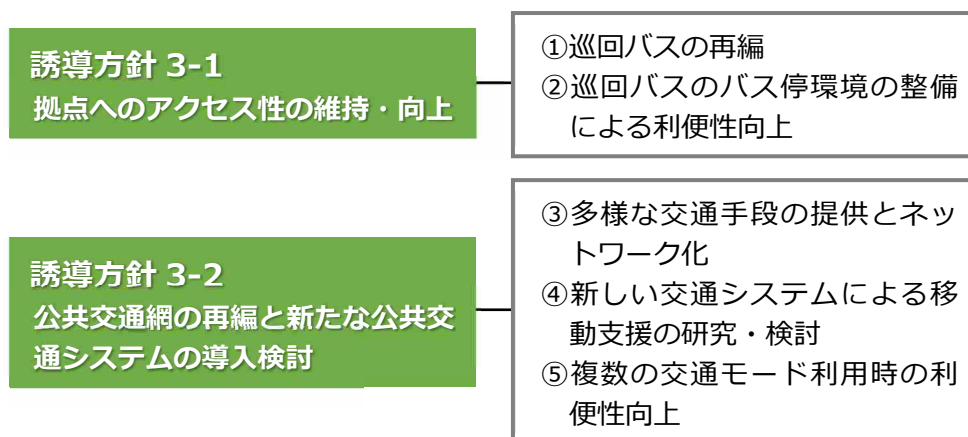 誘導方針 3-1
拠点へのアクセス性の維持・向上
①巡回バスの再編
②巡回バスのバス停環境の整備
による利便性向上
誘導方針 3-2
公共交通網の再編と新たな公共交
通システムの導入検討
③多様な交通手段の提供とネッ
トワーク化
④新しい交通システムによる移
動支援の研究・検討
⑤複数の交通モード利用時の利
便性向上